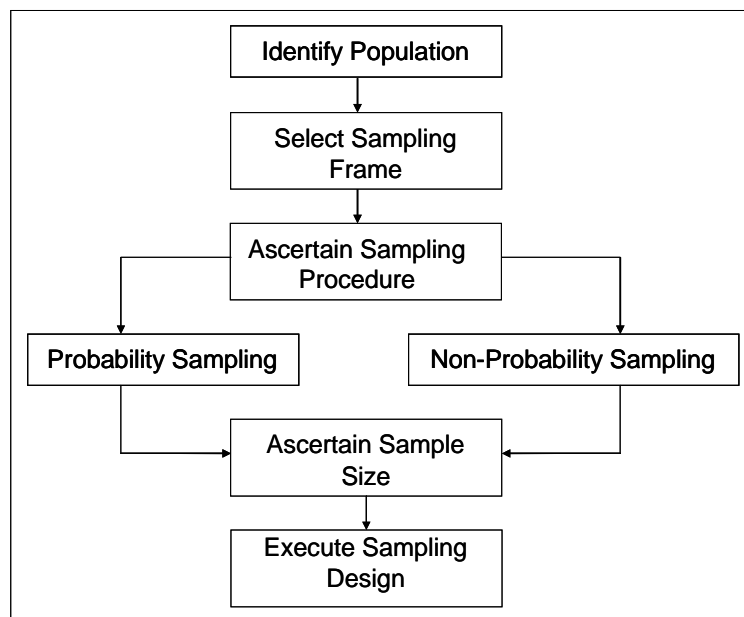 Identify Population
Select Sampling
Frame
Ascertain Sampling
Procedure
Probability Sampling
Non-Probability Sampling
Ascertain Sample
Size
Execute Sampling
Design